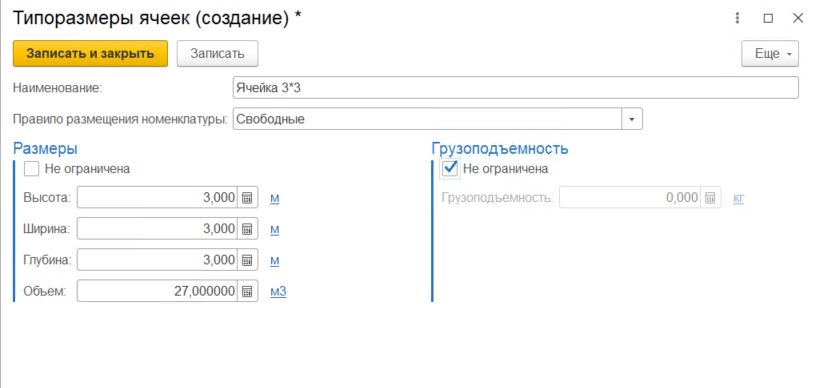 Типоразмеры ячеек (создание) *
Записать и закрыть
Записать
Еще
Наименование: Ячейка 3*3
Правило размещения номенклатуры: Свободные
Размеры
Грузоподъемность
Не ограничена
Не ограничена
Высота: 3,000 м
Грузоподъемность: 0,000 кг
Ширина: 3,000 м
Глубина: 3,000 м
Объем: 27,000000 м3